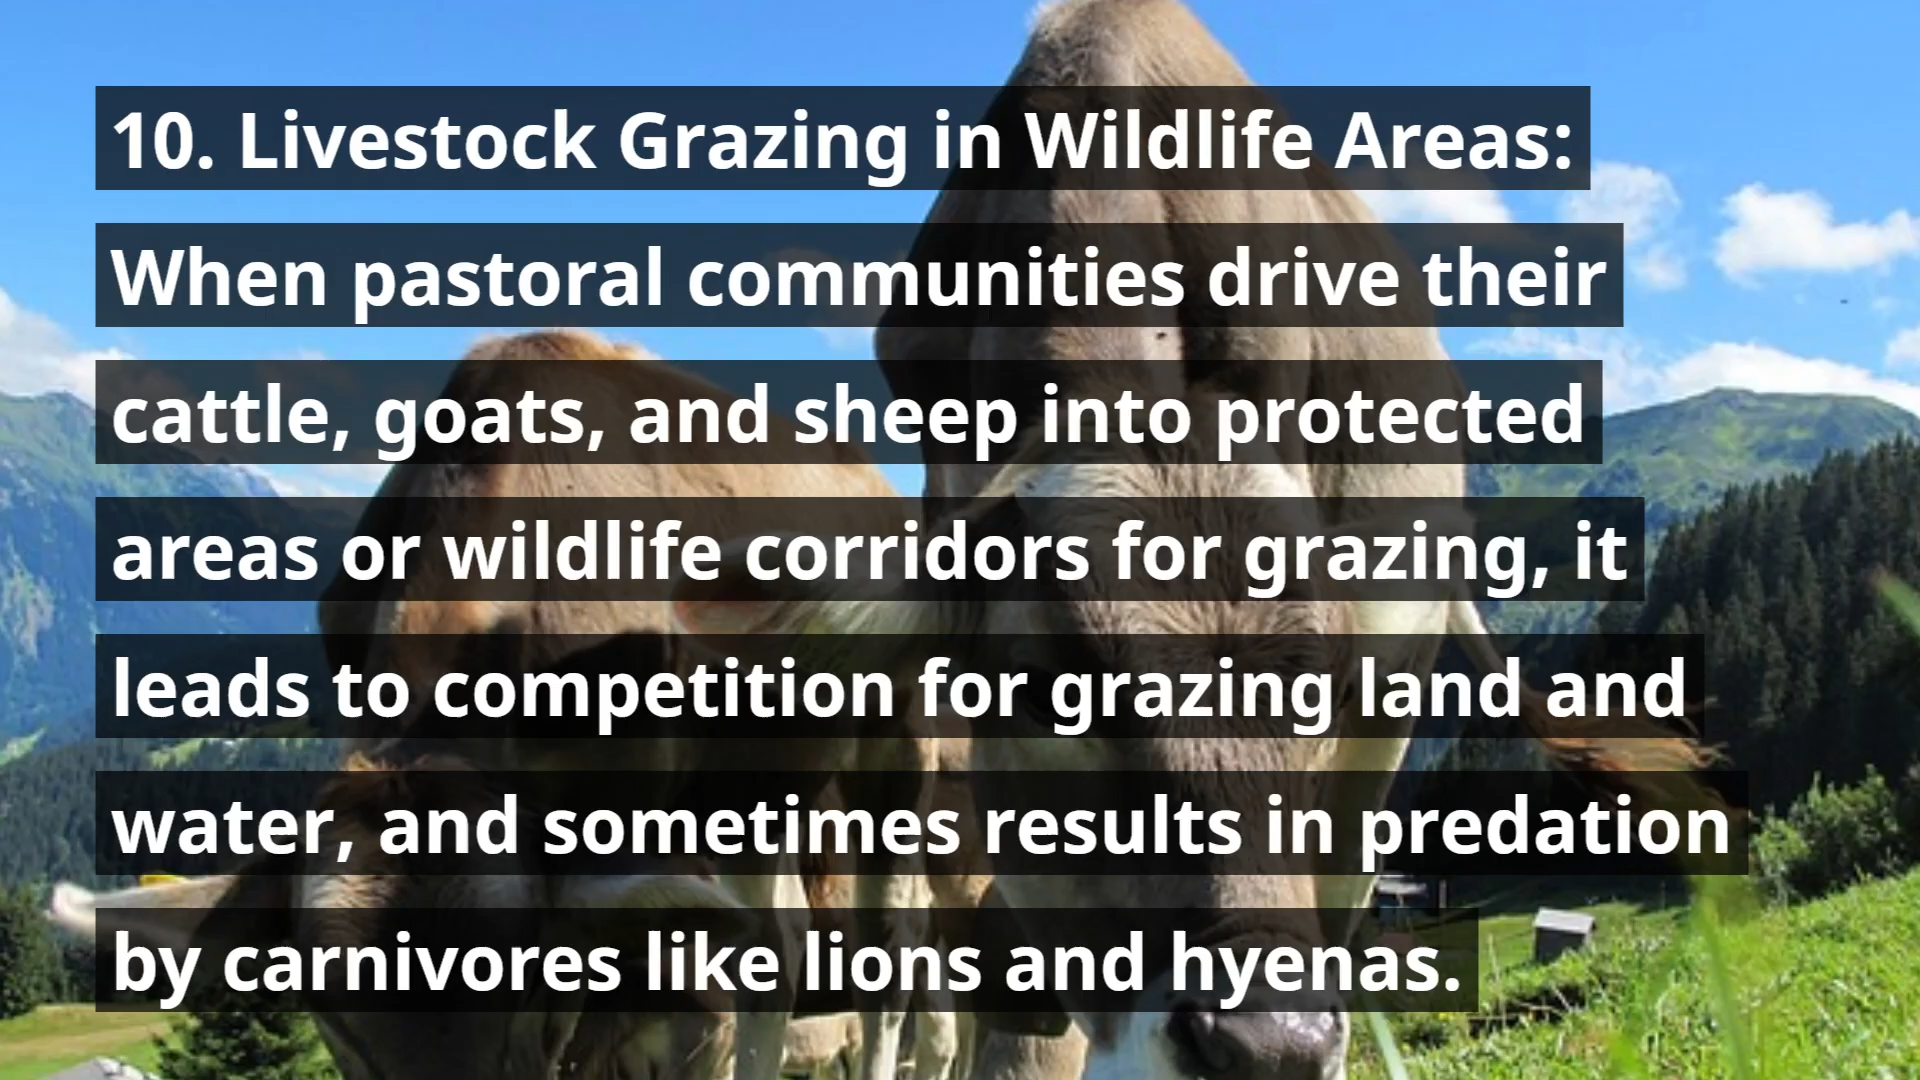 10. Livestock Grazing in Wildlife Areas:
When pastoral communities drive their
cattle, goats, and sheep into protected
areas or wildlife corridors for grazing, it
leads to competition for grazing land and
water, and sometimes results in predation
by carnivores like lions and hyenas.